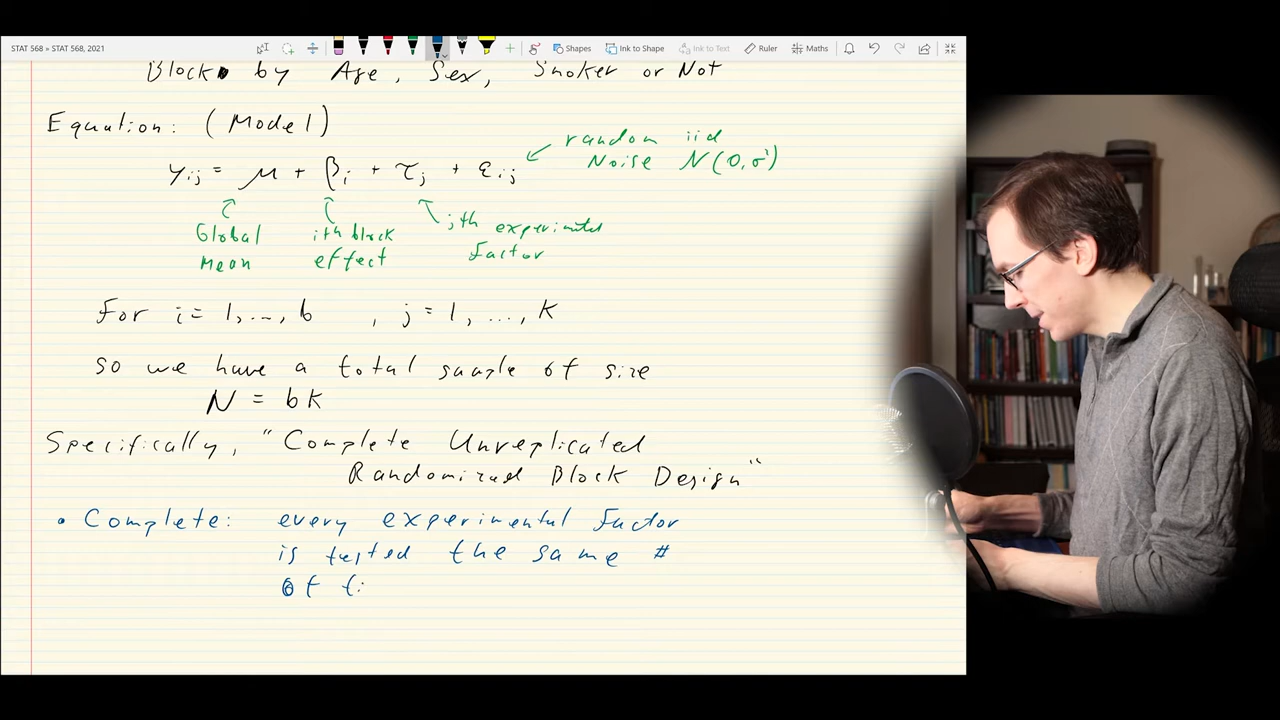 STAT 568 » STAT 568, 2021
Shapes
Ink to Shape
Ink to Text
Ruler
Maths
Block by Age, Sex, Smoker or Not
Equation: (Model)
random iid
Noise N(0,σ²)
yij = μ + βi + τj + εij
Global
Mean
ith block
effect
jth experimental
factor
For i = 1,..., b , j = 1, ..., K
so we have a total sample of size
N = bK
Specifically, "Complete Unreplicated
Randomized Block Design"
• Complete: every experimental factor
is tested the same #
of ti